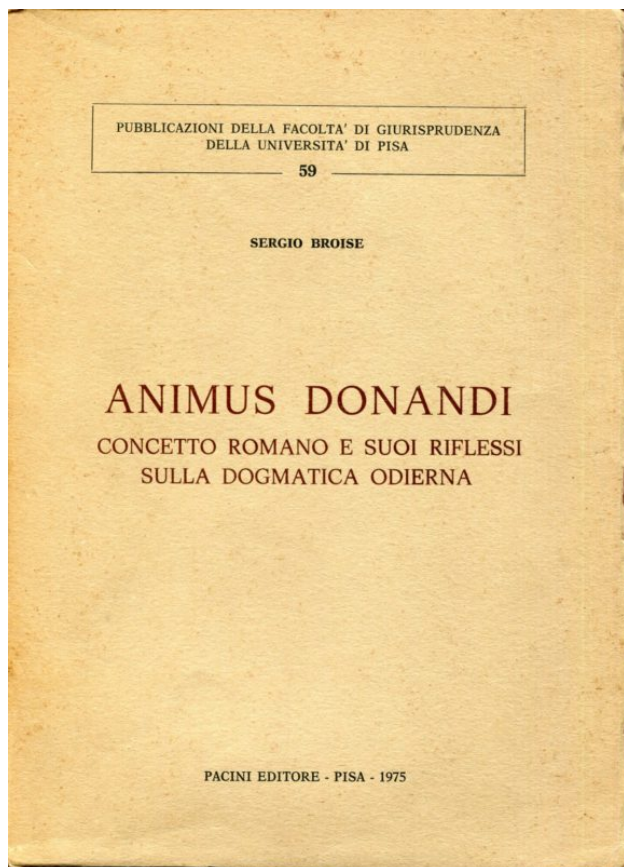 PUBBLICAZIONI DELLA FACOLTA' DI GIURISPRUDENZA
DELLA UNIVERSITA' DI PISA
59
SERGIO BROISE
ANIMUS DONANDI
CONCETTO ROMANO E SUOI RIFLESSI
SULLA DOGMATICA ODIERNA
PACINI EDITORE - PISA - 1975